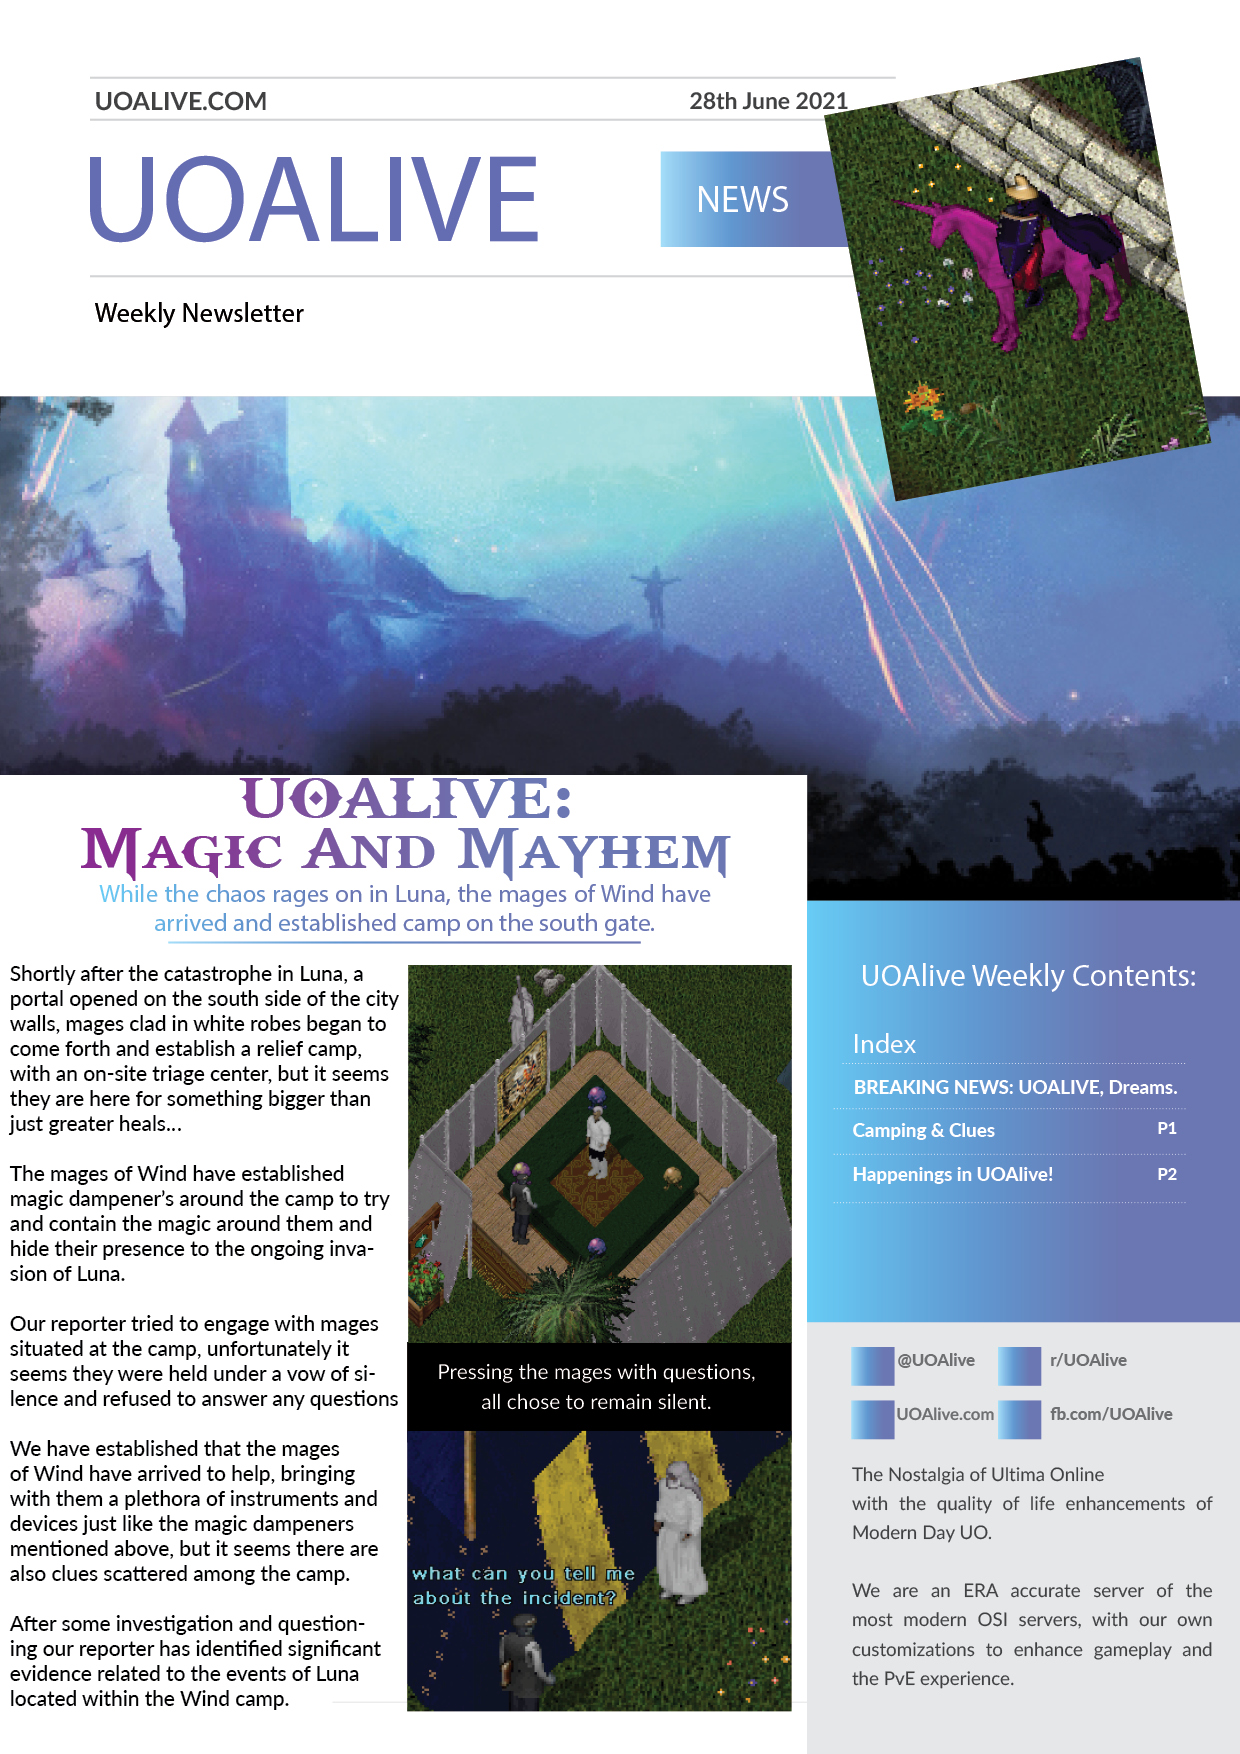 UOALIVE.COM
28th June 2021
UOALIVE
NEWS
Weekly Newsletter
UOALIVE:
MAGIC AND MAYHEM
While the chaos rages on in Luna, the mages of Wind have
arrived and established camp on the south gate.
Shortly after the catastrophe in Luna, a
portal opened on the south side of the city
walls, mages clad in white robes began to
come forth and establish a relief camp,
with an on-site triage center, but it seems
they are here for something bigger than
just greater heals...
The mages of Wind have established
magic dampener's around the camp to try
and contain the magic around them and
hide their presence to the ongoing inva-
sion of Luna.
Our reporter tried to engage with mages
situated at the camp, unfortunately it
seems they were held under a vow of si-
lence and refused to answer any questions
We have established that the mages
of Wind have arrived to help, bringing
with them a plethora of instruments and
devices just like the magic dampeners
mentioned above, but it seems there are
also clues scattered among the camp.
After some investigation and question-
ing our reporter has identified significant
evidence related to the events of Luna
located within the Wind camp.
Pressing the mages with questions,
all chose to remain silent.
what can you tell me
about the incident?
UOAlive Weekly Contents:
Index
BREAKING NEWS: UOALIVE, Dreams.
Camping & Clues P1
Happenings in UOAlive! P2
@UOAlive r/UOAlive
UOAlive.com fb.com/UOAlive
The Nostalgia of Ultima Online
with the quality of life enhancements of
Modern Day UO.
We are an ERA accurate server of the
most modern OSI servers, with our own
customizations to enhance gameplay and
the PvE experience.